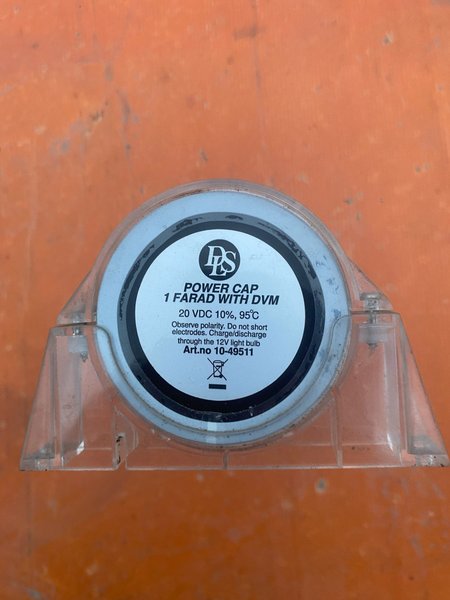 DLS
POWER CAP
1 FARAD WITH DVM
20 VDC 10%, 95°C
Observe polarity. Do not short
electrodes. Charge/discharge
through the 12V light bulb
Art.no 10-49511